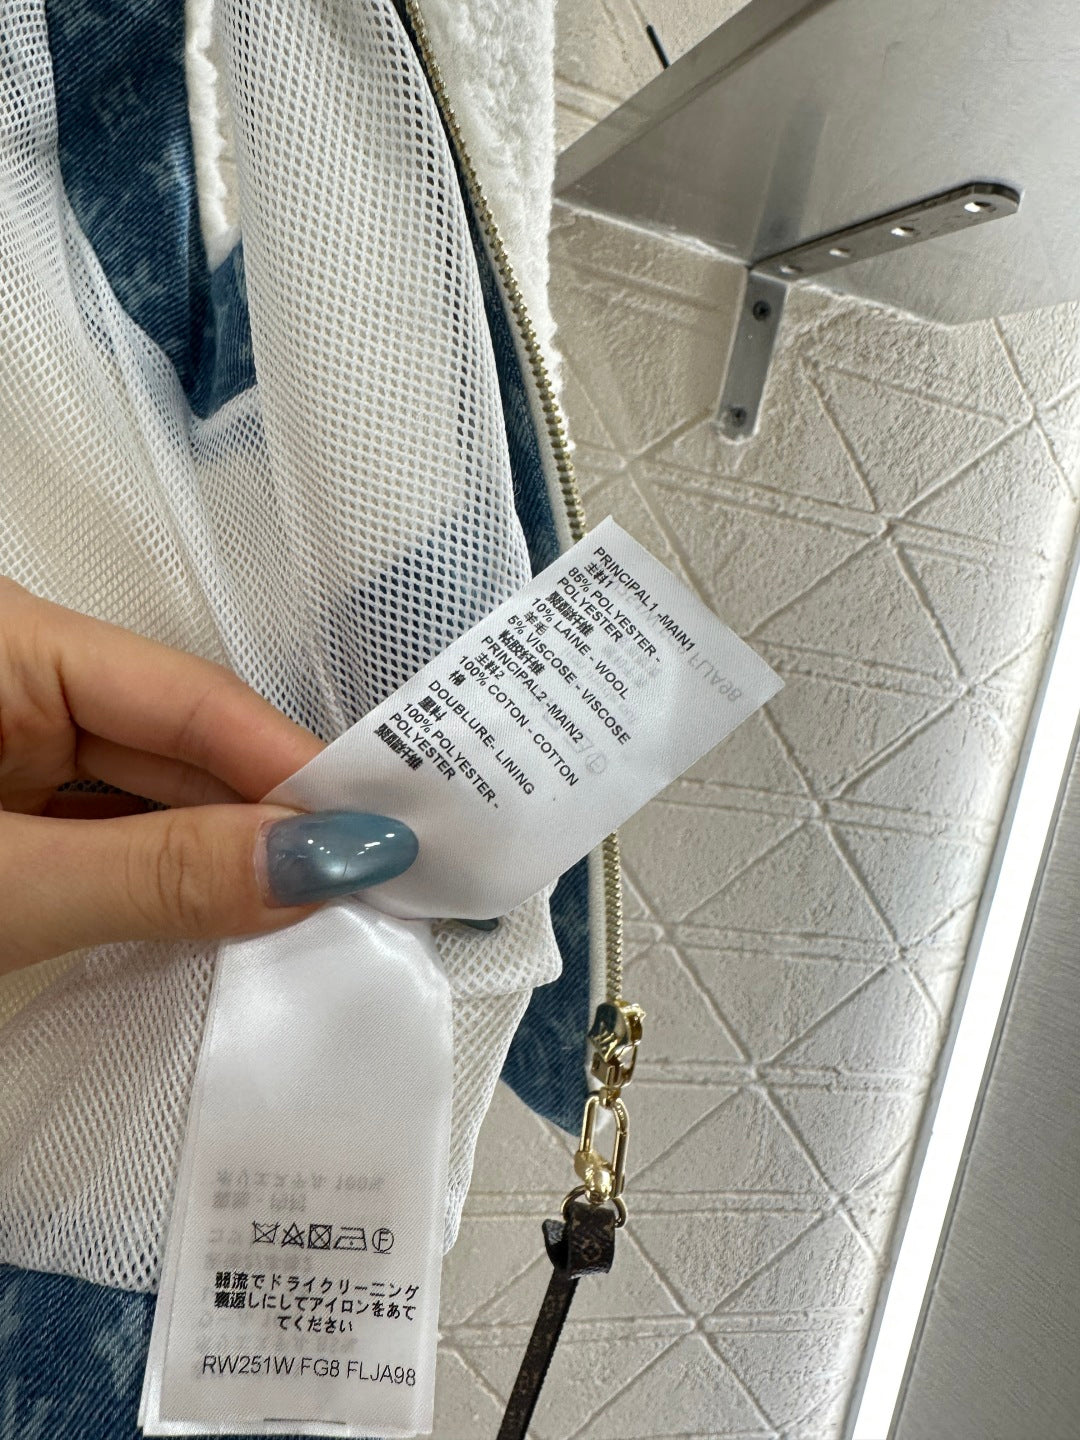 PRINCIPAL1 -MAIN1
主料1
85% POLYESTER -
POLYESTER
聚酯纤维
10% LAINE - WOOL
羊毛
5% VISCOSE - VISCOSE
粘胶纤维
PRINCIPAL2 -MAIN2
主料2
100% COTON - COTTON
棉
DOUBLURE- LINING
里料
100% POLYESTER -
POLYESTER
聚酯纤维
弱流でドライクリーニング
裏返しにしてアイロンをあて
てください
RW251W FG8 FLJA98